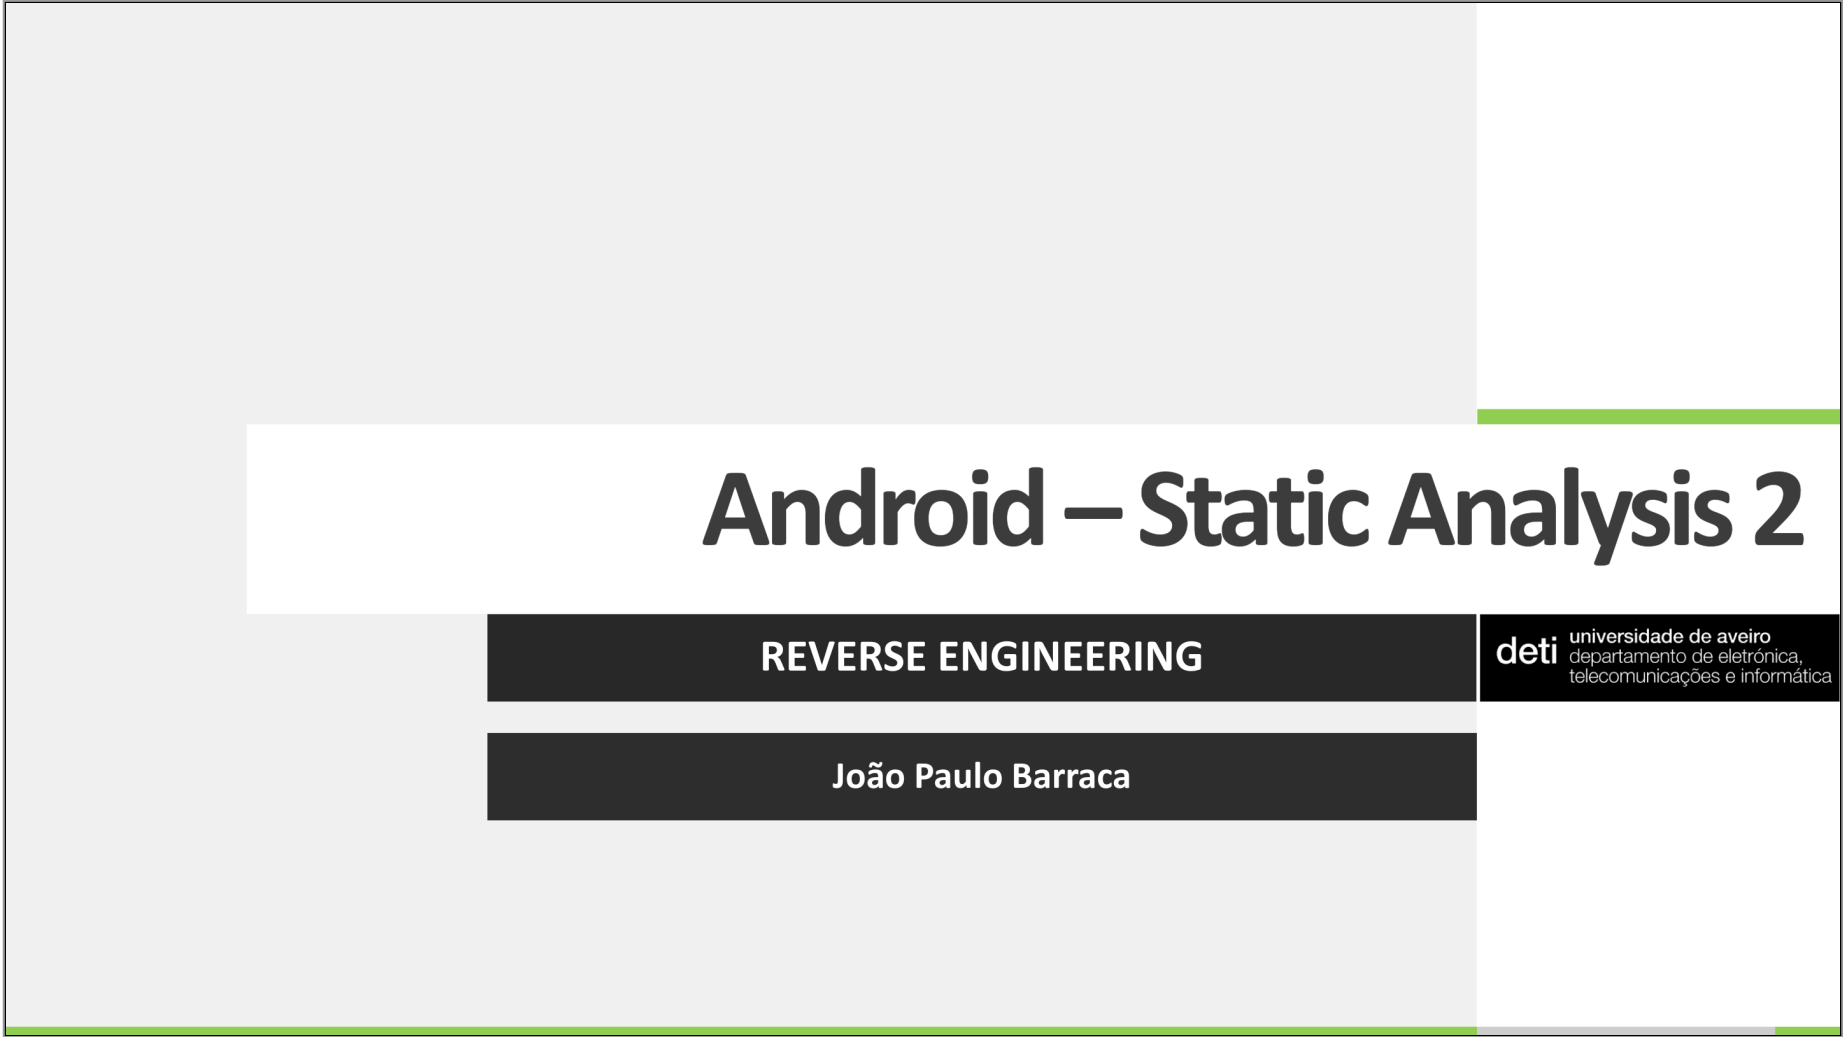 Android – Static Analysis 2
REVERSE ENGINEERING
deti
universidade de aveiro
departamento de eletrónica,
telecomunicações e informática
João Paulo Barraca